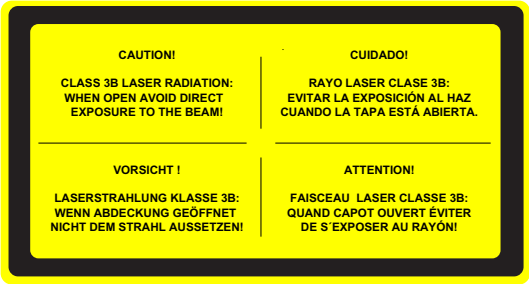 CAUTION!
CLASS 3B LASER RADIATION:
WHEN OPEN AVOID DIRECT
EXPOSURE TO THE BEAM!
CUIDADO!
RAYO LASER CLASE 3B:
EVITAR LA EXPOSICIÓN AL HAZ
CUANDO LA TAPA ESTÁ ABIERTA.
VORSICHT !
LASERSTRAHLUNG KLASSE 3B:
WENN ABDECKUNG GEÖFFNET
NICHT DEM STRAHL AUSSETZEN!
ATTENTION!
FAISCEAU LASER CLASSE 3B:
QUAND CAPOT OUVERT ÉVITER
DE S´EXPOSER AU RAYÓN!